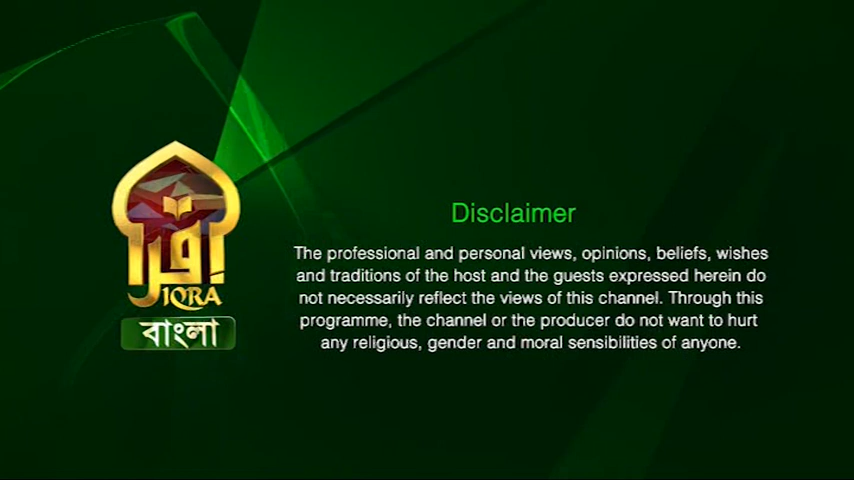 اقرأ
IQRA
বাংলা
Disclaimer
The professional and personal views, opinions, beliefs, wishes
and traditions of the host and the guests expressed herein do
not necessarily reflect the views of this channel. Through this
programme, the channel or the producer do not want to hurt
any religious, gender and moral sensibilities of anyone.